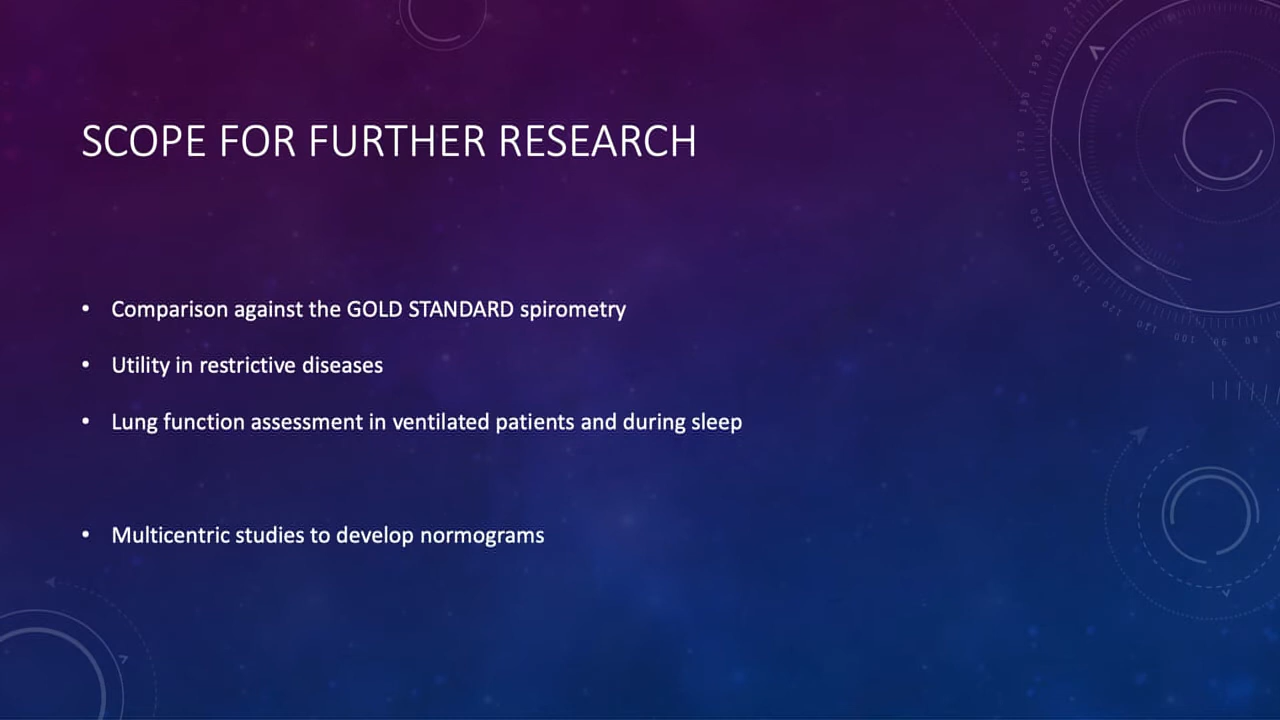 SCOPE FOR FURTHER RESEARCH
• Comparison against the GOLD STANDARD spirometry
• Utility in restrictive diseases
• Lung function assessment in ventilated patients and during sleep
• Multicentric studies to develop normograms